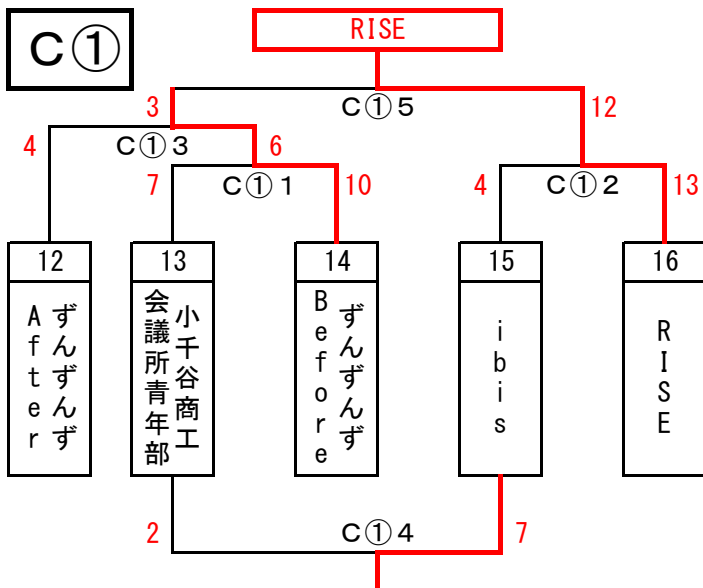 C①
RISE
3
C①5
12
4
C①3
6
7
C①1
10
4
C①2
13
12
13
14
15
16
ずんずんず
After
小千谷商工
会議所青年部
ずんずんず
Before
ibis
RISE
2
C①4
7